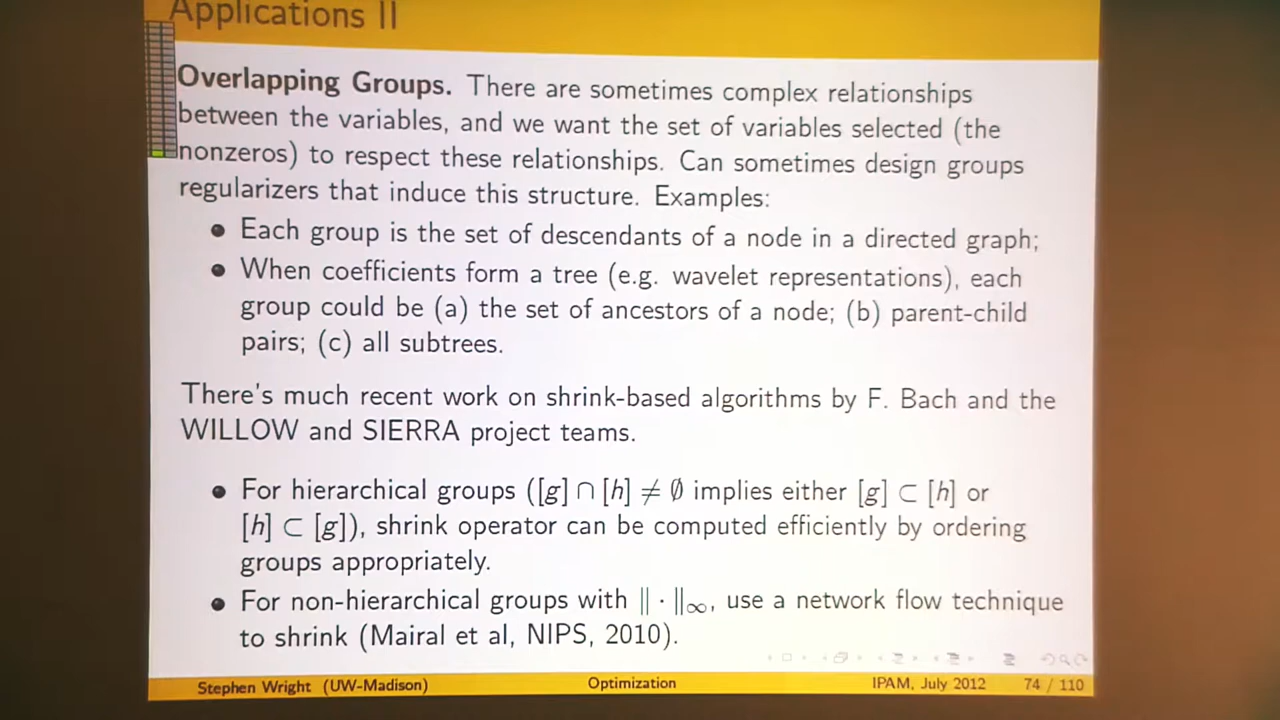 Applications II
Overlapping Groups. There are sometimes complex relationships
between the variables, and we want the set of variables selected (the
nonzeros) to respect these relationships. Can sometimes design groups
regularizers that induce this structure. Examples:
• Each group is the set of descendants of a node in a directed graph;
• When coefficients form a tree (e.g. wavelet representations), each
group could be (a) the set of ancestors of a node; (b) parent-child
pairs; (c) all subtrees.
There's much recent work on shrink-based algorithms by F. Bach and the
WILLOW and SIERRA project teams.
• For hierarchical groups ([g] ∩ [h] ≠ ∅ implies either [g] ⊂ [h] or
[h] ⊂ [g]), shrink operator can be computed efficiently by ordering
groups appropriately.
• For non-hierarchical groups with ‖ · ‖∞, use a network flow technique
to shrink (Mairal et al, NIPS, 2010).
Stephen Wright (UW-Madison) Optimization IPAM, July 2012 74 / 110